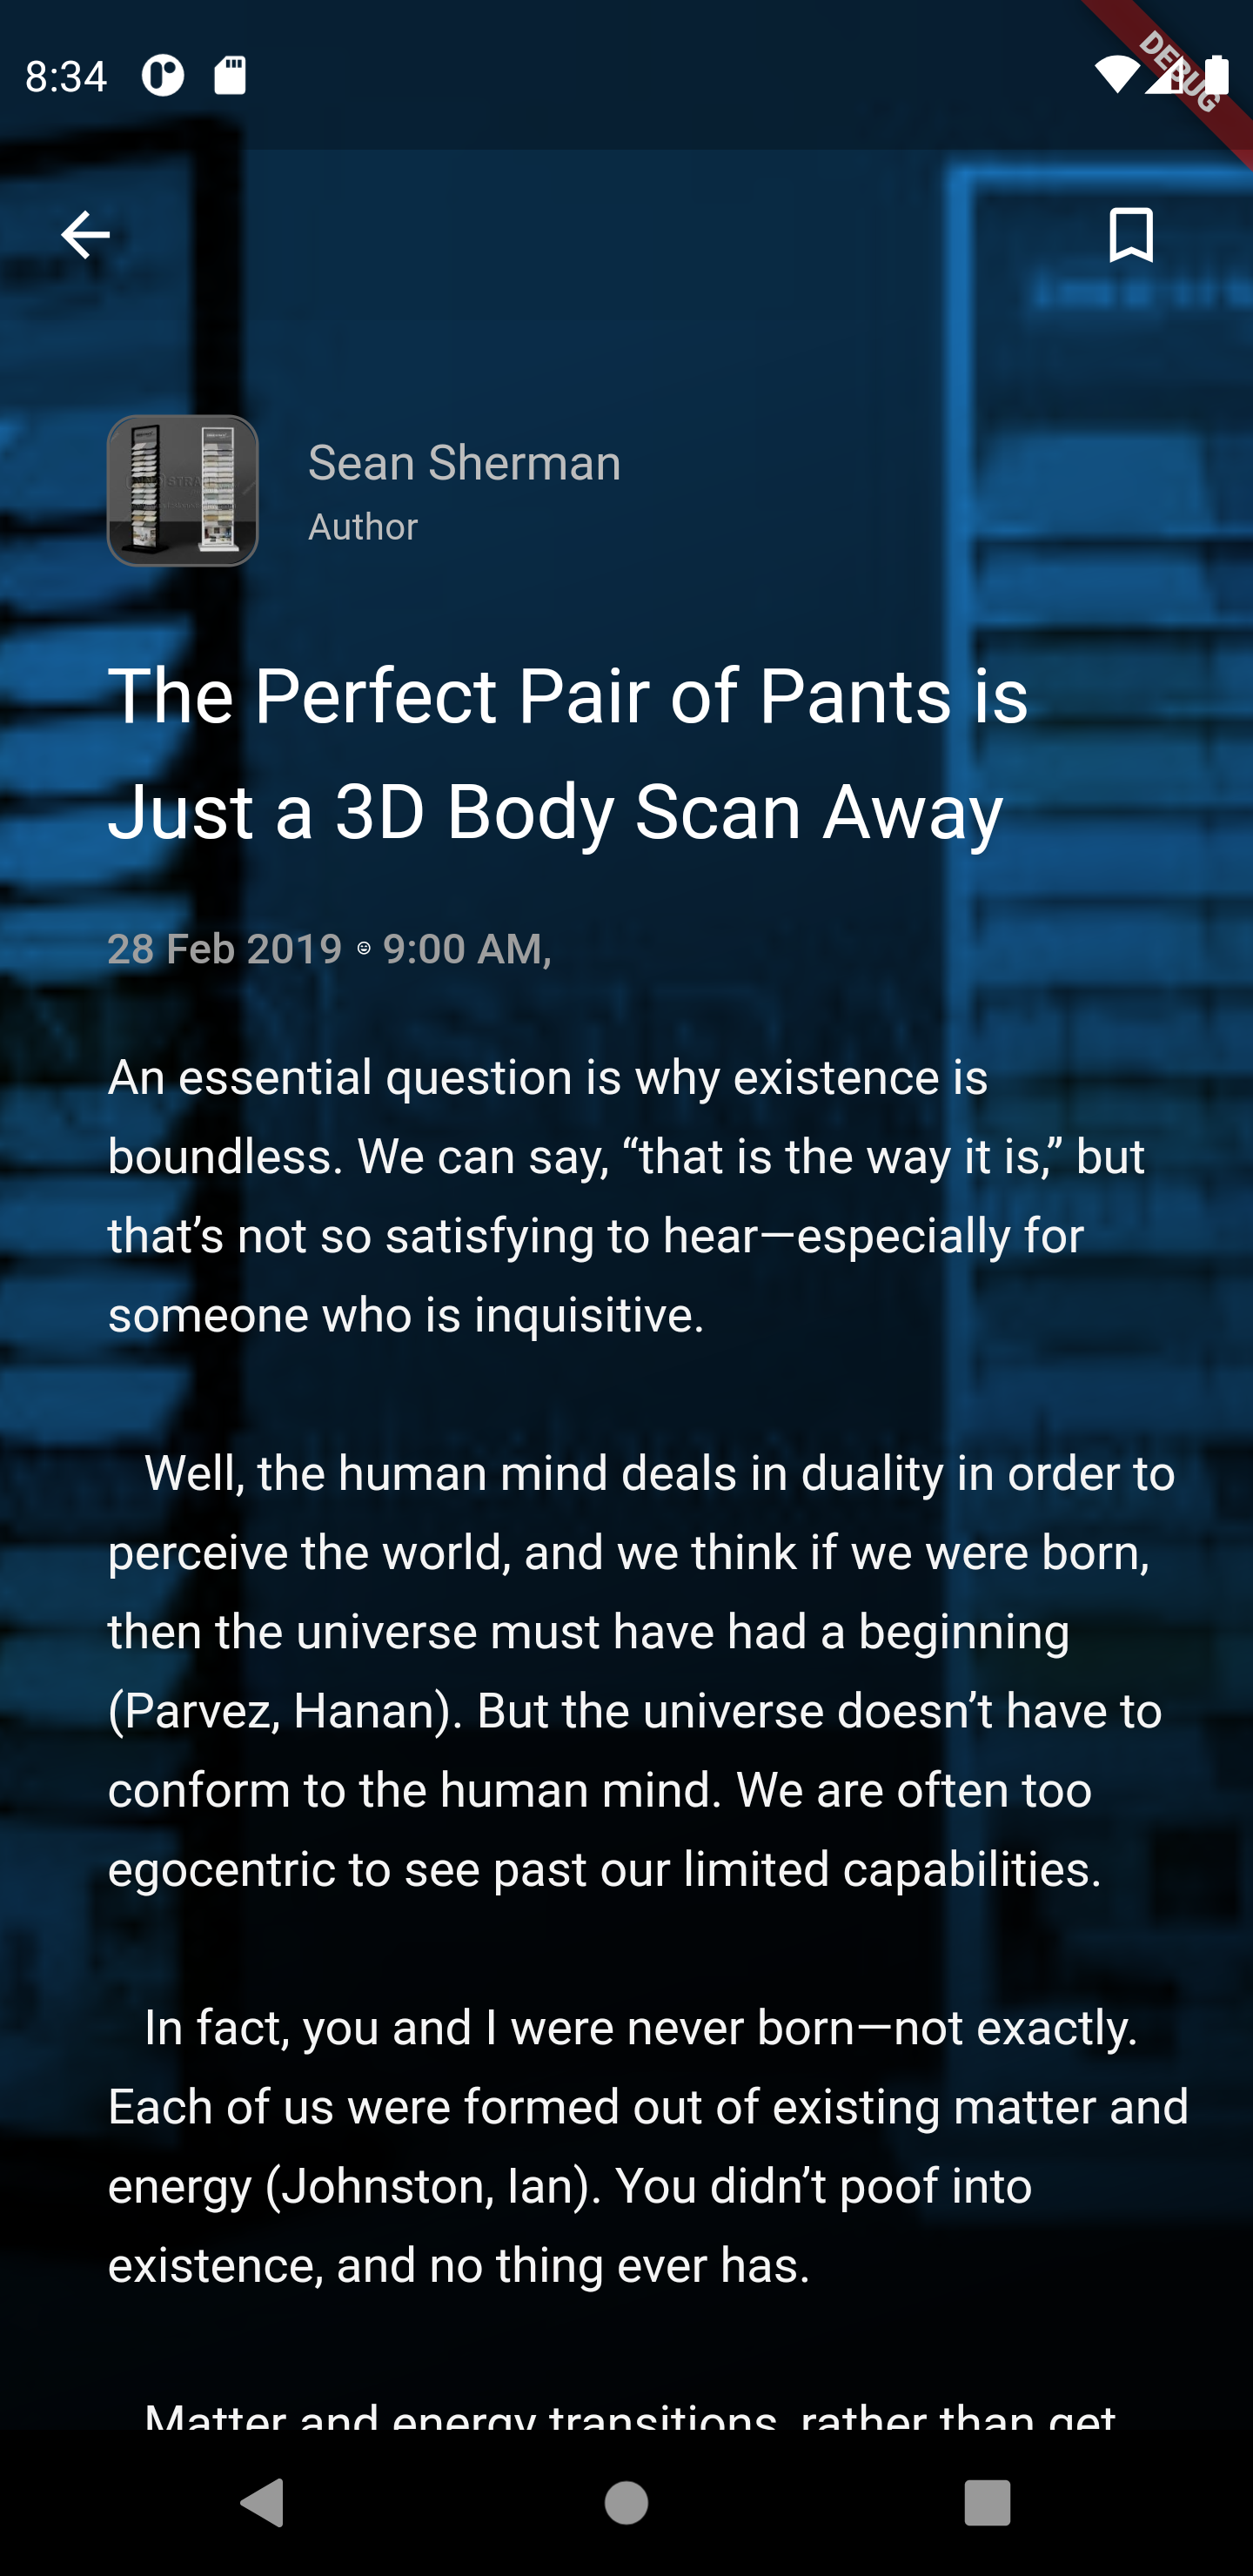 8:34
DEBUG
Sean Sherman
Author
The Perfect Pair of Pants is
Just a 3D Body Scan Away
28 Feb 2019 9:00 AM,
An essential question is why existence is
boundless. We can say, “that is the way it is,” but
that’s not so satisfying to hear—especially for
someone who is inquisitive.
Well, the human mind deals in duality in order to
perceive the world, and we think if we were born,
then the universe must have had a beginning
(Parvez, Hanan). But the universe doesn’t have to
conform to the human mind. We are often too
egocentric to see past our limited capabilities.
In fact, you and I were never born—not exactly.
Each of us were formed out of existing matter and
energy (Johnston, Ian). You didn’t poof into
existence, and no thing ever has.
Matter and energy transitions, rather than get